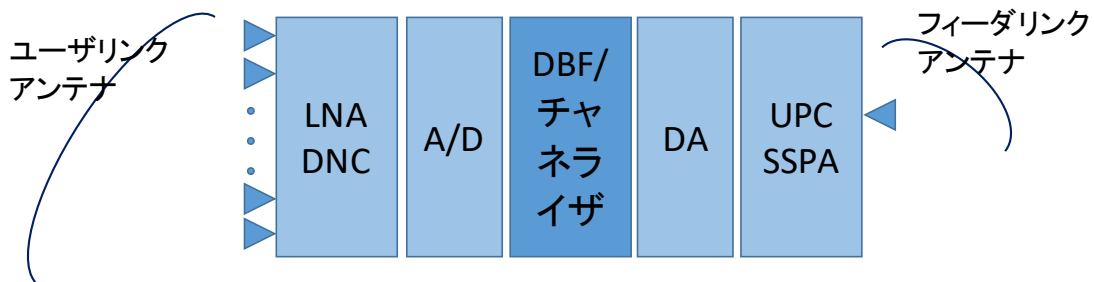 ユーザリンク
アンテナ
LNA
DNC
A/D
DBF/
チャ
ネラ
イザ
DA
UPC
SSPA
フィーダリンク
アンテナ